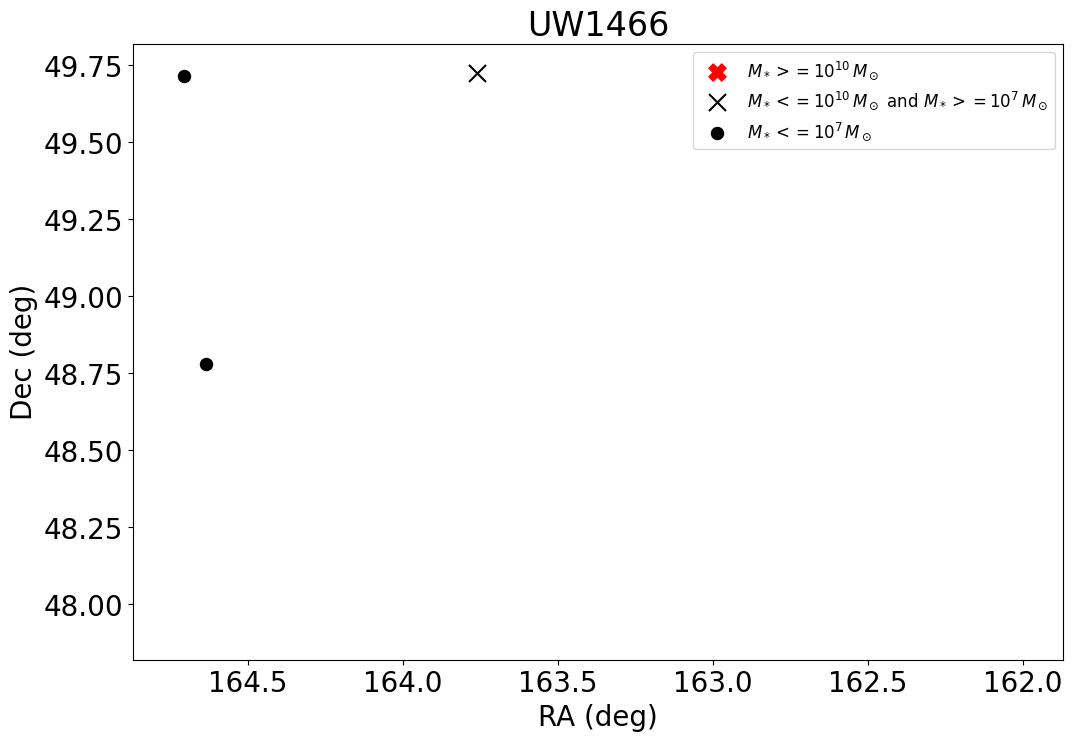 UW1466
M* >= 10^10 M⊙
M* <= 10^10 M⊙ and M* >= 10^7 M⊙
M* <= 10^7 M⊙
49.75
49.50
49.25
49.00
48.75
48.50
48.25
48.00
Dec (deg)
164.5 164.0 163.5 163.0 162.5 162.0
RA (deg)